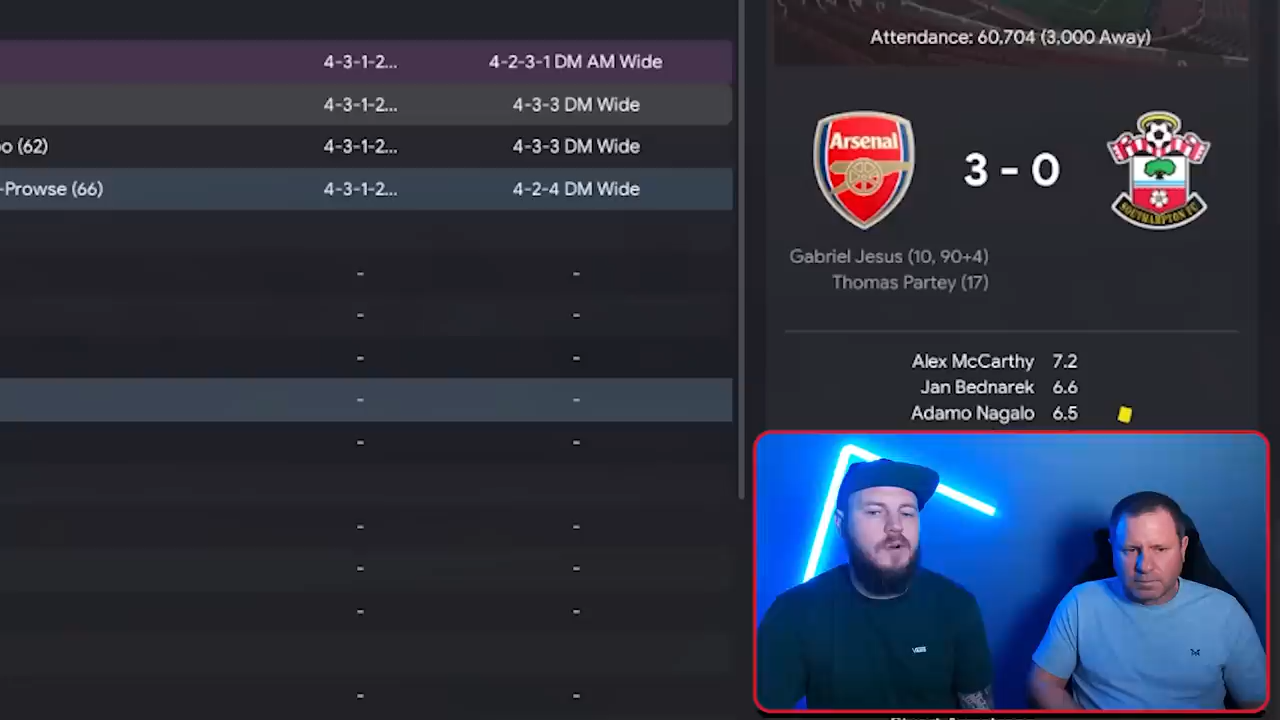 Attendance: 60,704 (3,000 Away)
4-3-1-2... 4-2-3-1 DM AM Wide
4-3-1-2... 4-3-3 DM Wide
o (62) 4-3-1-2... 4-3-3 DM Wide
-Prowse (66) 4-3-1-2... 4-2-4 DM Wide
- -
- -
- -
- -
- -
- -
- -
- -
- -
Arsenal
3 - 0
SOUTHAMPTON FC
Gabriel Jesus (10, 90+4)
Thomas Partey (17)
Alex McCarthy 7.2
Jan Bednarek 6.6
Adamo Nagalo 6.5
VANS